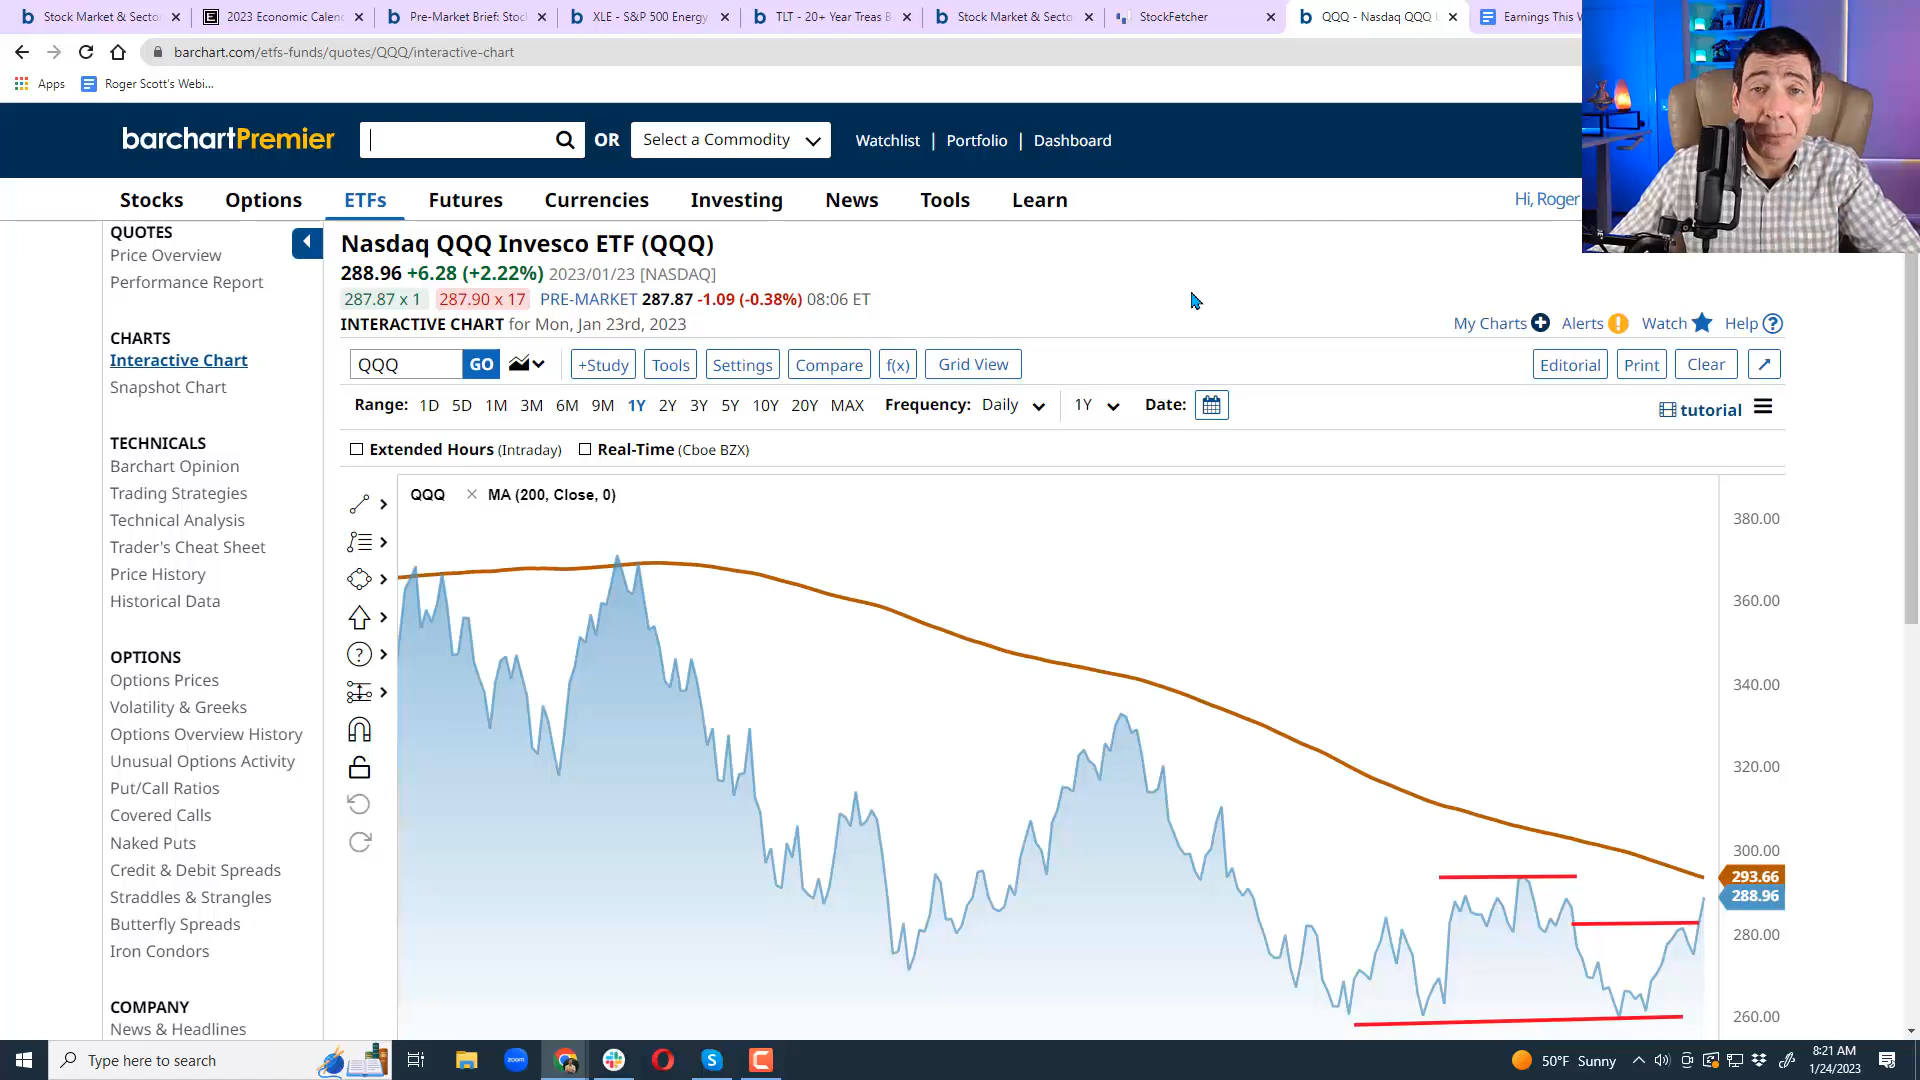 Stock Market & Secto
2023 Economic Calenc
Pre-Market Brief: Stoc
XLE - S&P 500 Energy
TLT - 20+ Year Treas B
Stock Market & Secto
StockFetcher
QQQ - Nasdaq QQQ I
Earnings This W
barchart.com/etfs-funds/quotes/QQQ/interactive-chart
Apps
Roger Scott's Webi...
barchartPremier
OR
Select a Commodity
Watchlist | Portfolio | Dashboard
Stocks
Options
ETFs
Futures
Currencies
Investing
News
Tools
Learn
Hi, Roger
QUOTES
Price Overview
Performance Report
CHARTS
Interactive Chart
Snapshot Chart
TECHNICALS
Barchart Opinion
Trading Strategies
Technical Analysis
Trader's Cheat Sheet
Price History
Historical Data
OPTIONS
Options Prices
Volatility & Greeks
Options Overview History
Unusual Options Activity
Put/Call Ratios
Covered Calls
Naked Puts
Credit & Debit Spreads
Straddles & Strangles
Butterfly Spreads
Iron Condors
COMPANY
News & Headlines
Nasdaq QQQ Invesco ETF (QQQ)
288.96 +6.28 (+2.22%) 2023/01/23 [NASDAQ]
287.87 x 1 287.90 x 17 PRE-MARKET 287.87 -1.09 (-0.38%) 08:06 ET
INTERACTIVE CHART for Mon, Jan 23rd, 2023
My Charts
Alerts
Watch
Help
QQQ
GO
+Study
Tools
Settings
Compare
f(x)
Grid View
Editorial
Print
Clear
Range: 1D 5D 1M 3M 6M 9M 1Y 2Y 3Y 5Y 10Y 20Y MAX
Frequency: Daily
1Y
Date:
tutorial
Extended Hours (Intraday)
Real-Time (Cboe BZX)
QQQ
MA (200, Close, 0)
380.00
360.00
340.00
320.00
300.00
293.66
288.96
280.00
260.00
Type here to search
zoom
50°F Sunny
8:21 AM
1/24/2023